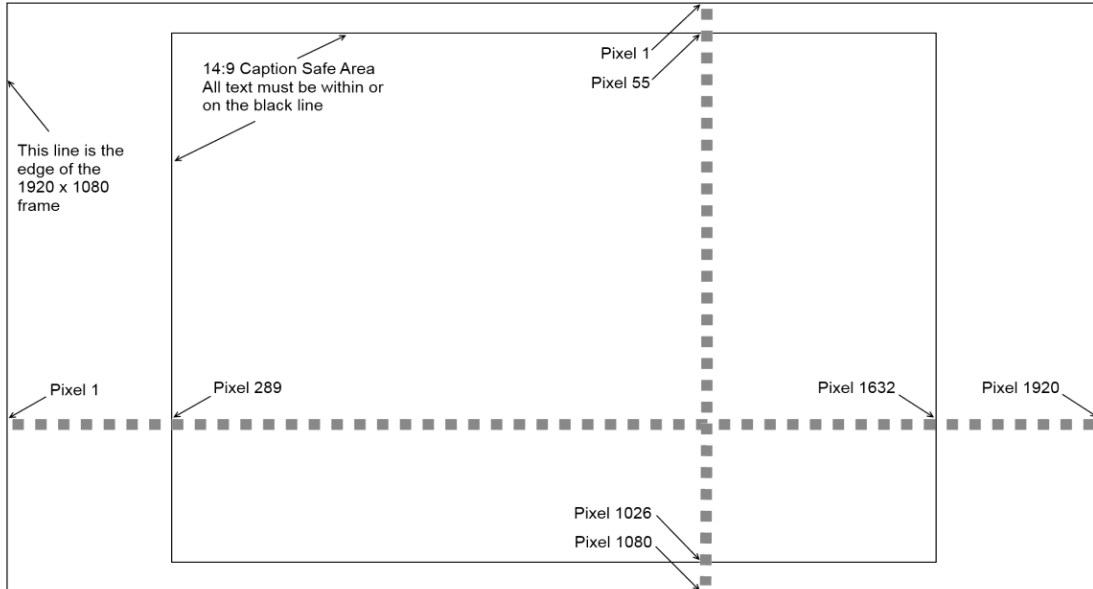 Pixel 1
Pixel 55
14:9 Caption Safe Area
All text must be within or
on the black line
This line is the
edge of the
1920 x 1080
frame
Pixel 1
Pixel 289
Pixel 1632
Pixel 1920
Pixel 1026
Pixel 1080